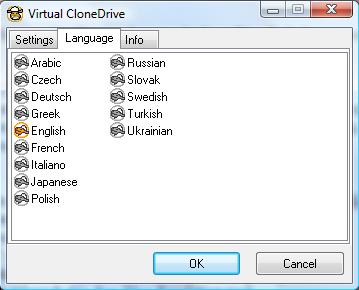 Virtual CloneDrive
Settings Language Info
Arabic
Czech
Deutsch
Greek
English
French
Italiano
Japanese
Polish
Russian
Slovak
Swedish
Turkish
Ukrainian
OK Cancel